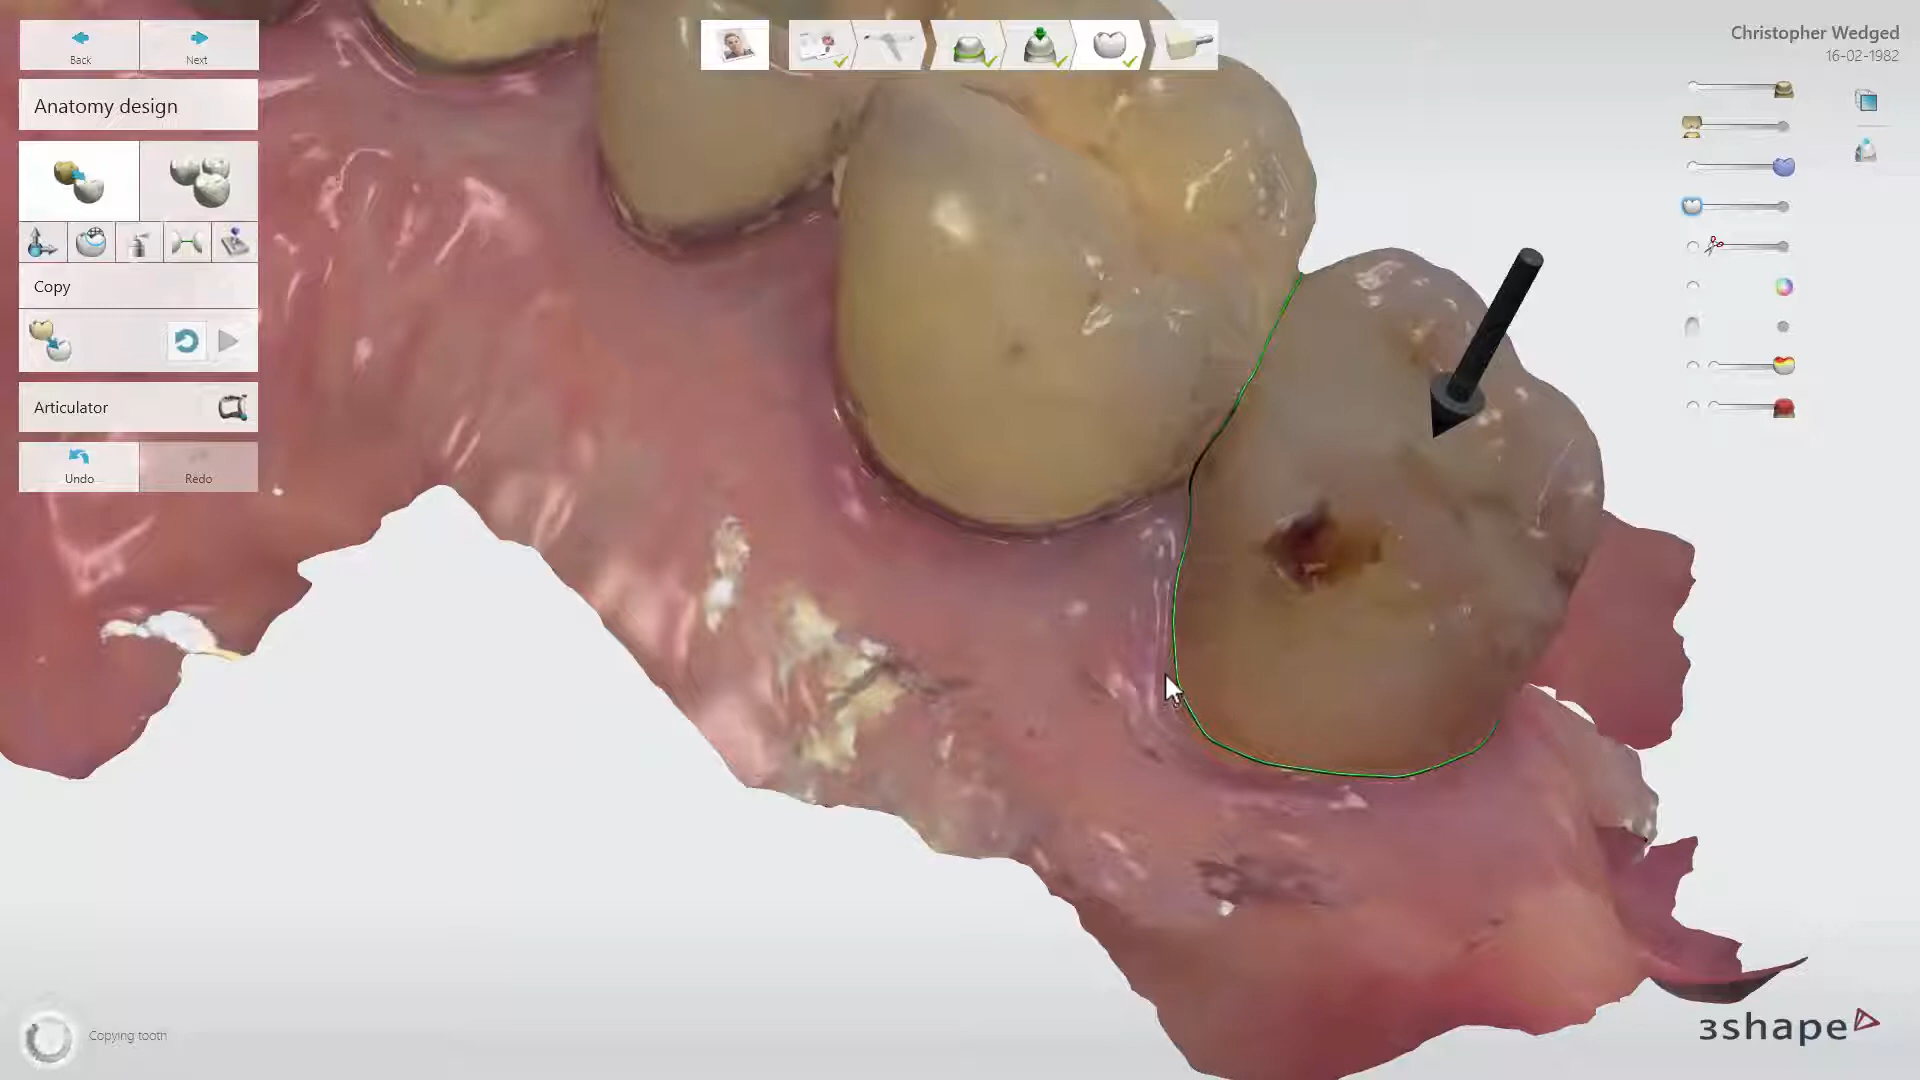 Back
Next
Anatomy design
Copy
Articulator
Undo
Redo
Christopher Wedged
16-02-1982
Copying tooth
3shape